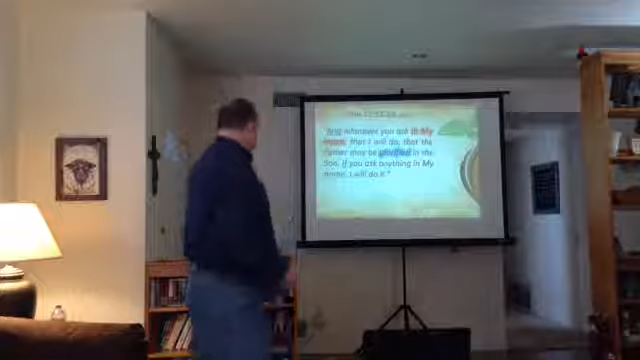 "And whatever you ask in My
name, that I will do, that the
Father may be glorified in the
Son. If you ask anything in My
name, I will do it."